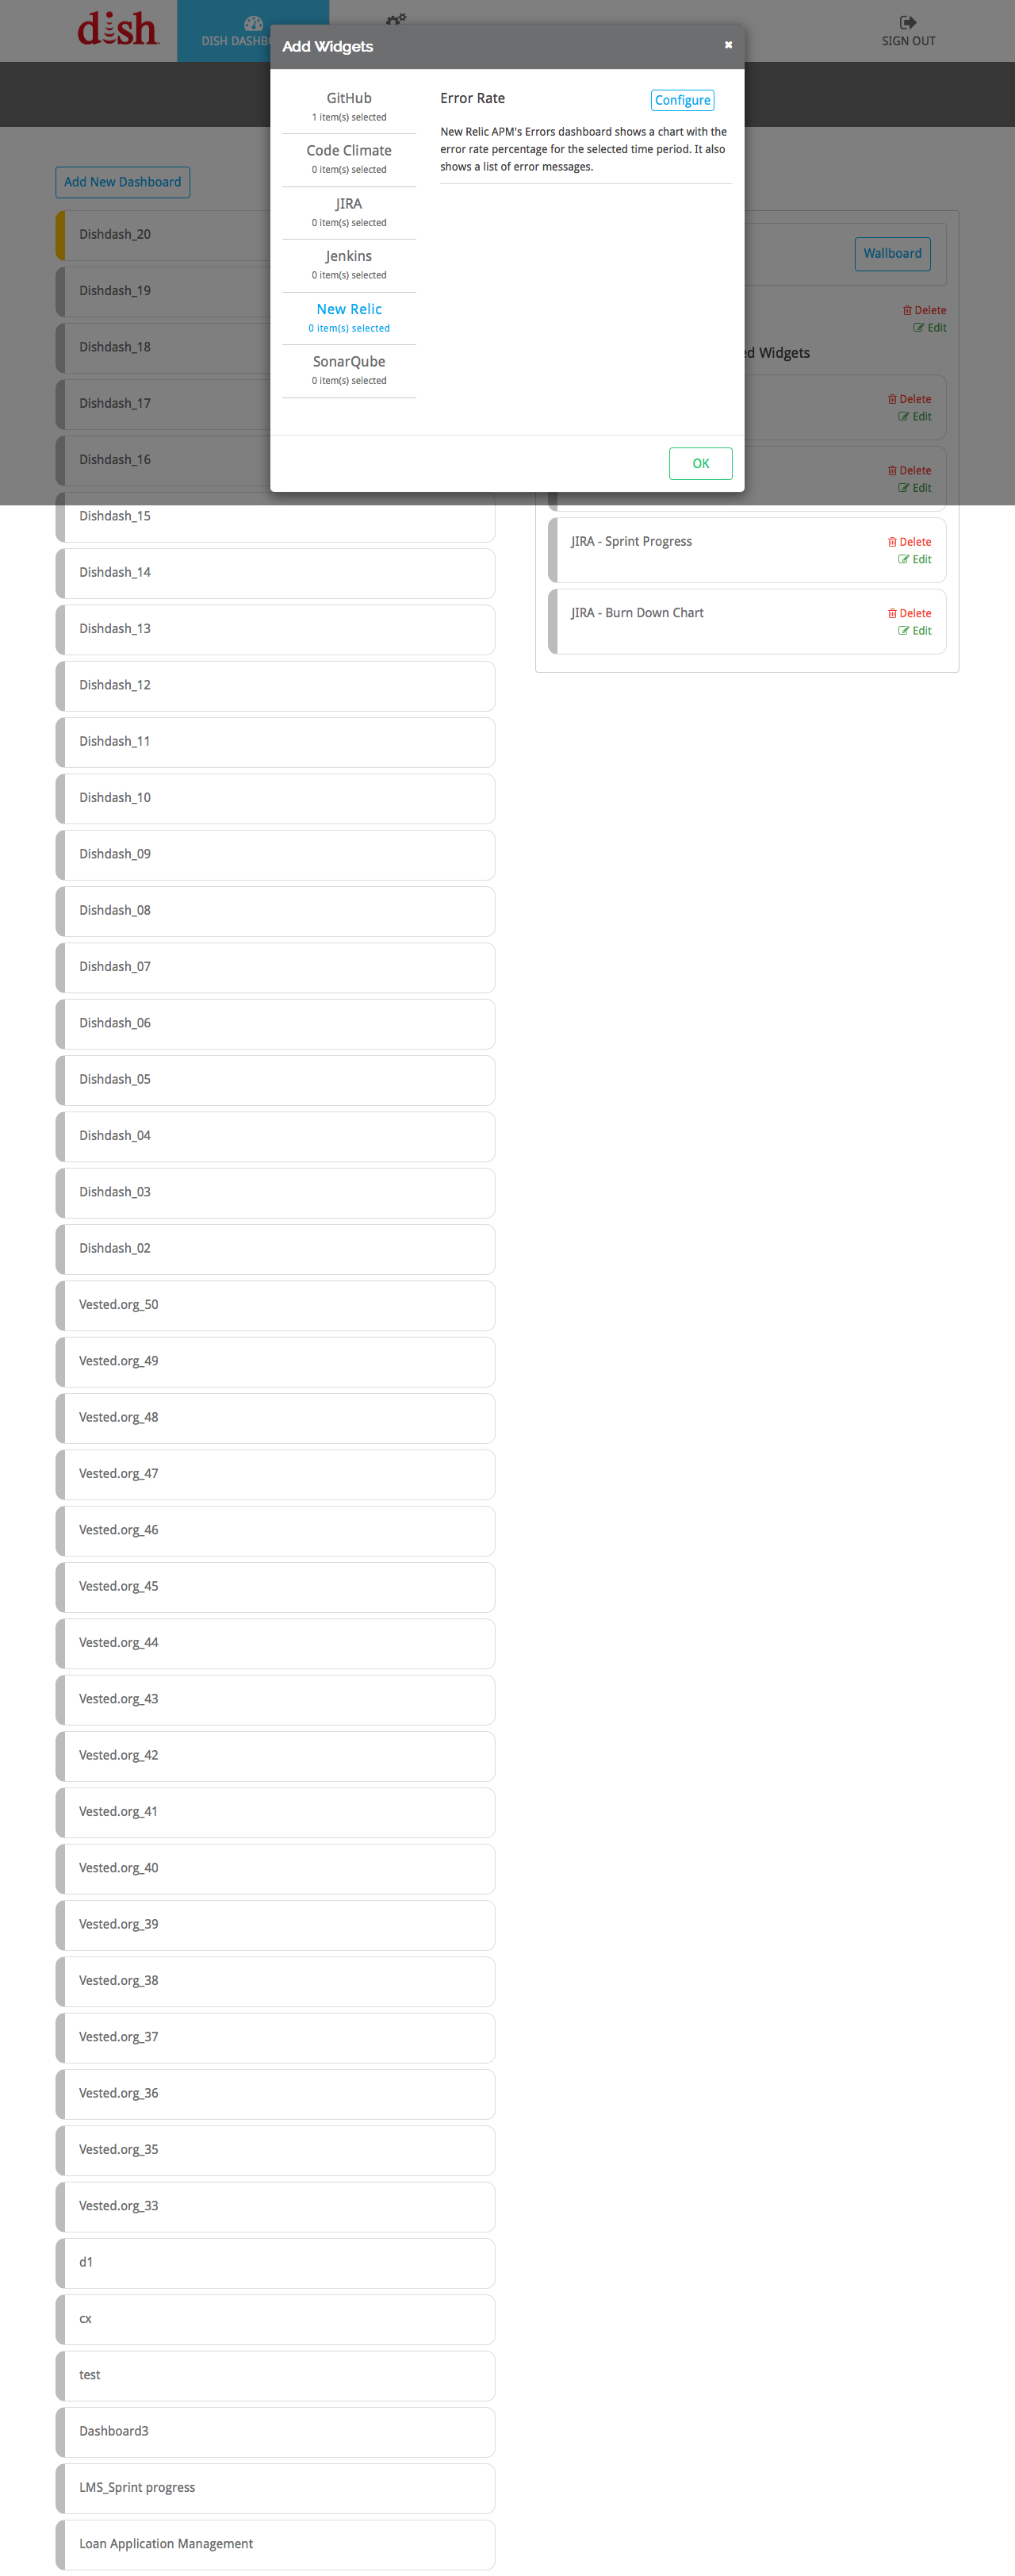 dish
DISH DASHBO
SIGN OUT
Add Widgets
GitHub
1 item(s) selected
Code Climate
0 item(s) selected
JIRA
0 item(s) selected
Jenkins
0 item(s) selected
New Relic
0 item(s) selected
SonarQube
0 item(s) selected
Error Rate
Configure
New Relic APM's Errors dashboard shows a chart with the
error rate percentage for the selected time period. It also
shows a list of error messages.
OK
Add New Dashboard
Dishdash_20
Dishdash_19
Dishdash_18
Dishdash_17
Dishdash_16
Dishdash_15
Dishdash_14
Dishdash_13
Dishdash_12
Dishdash_11
Dishdash_10
Dishdash_09
Dishdash_08
Dishdash_07
Dishdash_06
Dishdash_05
Dishdash_04
Dishdash_03
Dishdash_02
Vested.org_50
Vested.org_49
Vested.org_48
Vested.org_47
Vested.org_46
Vested.org_45
Vested.org_44
Vested.org_43
Vested.org_42
Vested.org_41
Vested.org_40
Vested.org_39
Vested.org_38
Vested.org_37
Vested.org_36
Vested.org_35
Vested.org_33
d1
cx
test
Dashboard3
LMS_Sprint progress
Loan Application Management
Wallboard
Delete
Edit
ed Widgets
Delete
Edit
Delete
Edit
JIRA - Sprint Progress
Delete
Edit
JIRA - Burn Down Chart
Delete
Edit